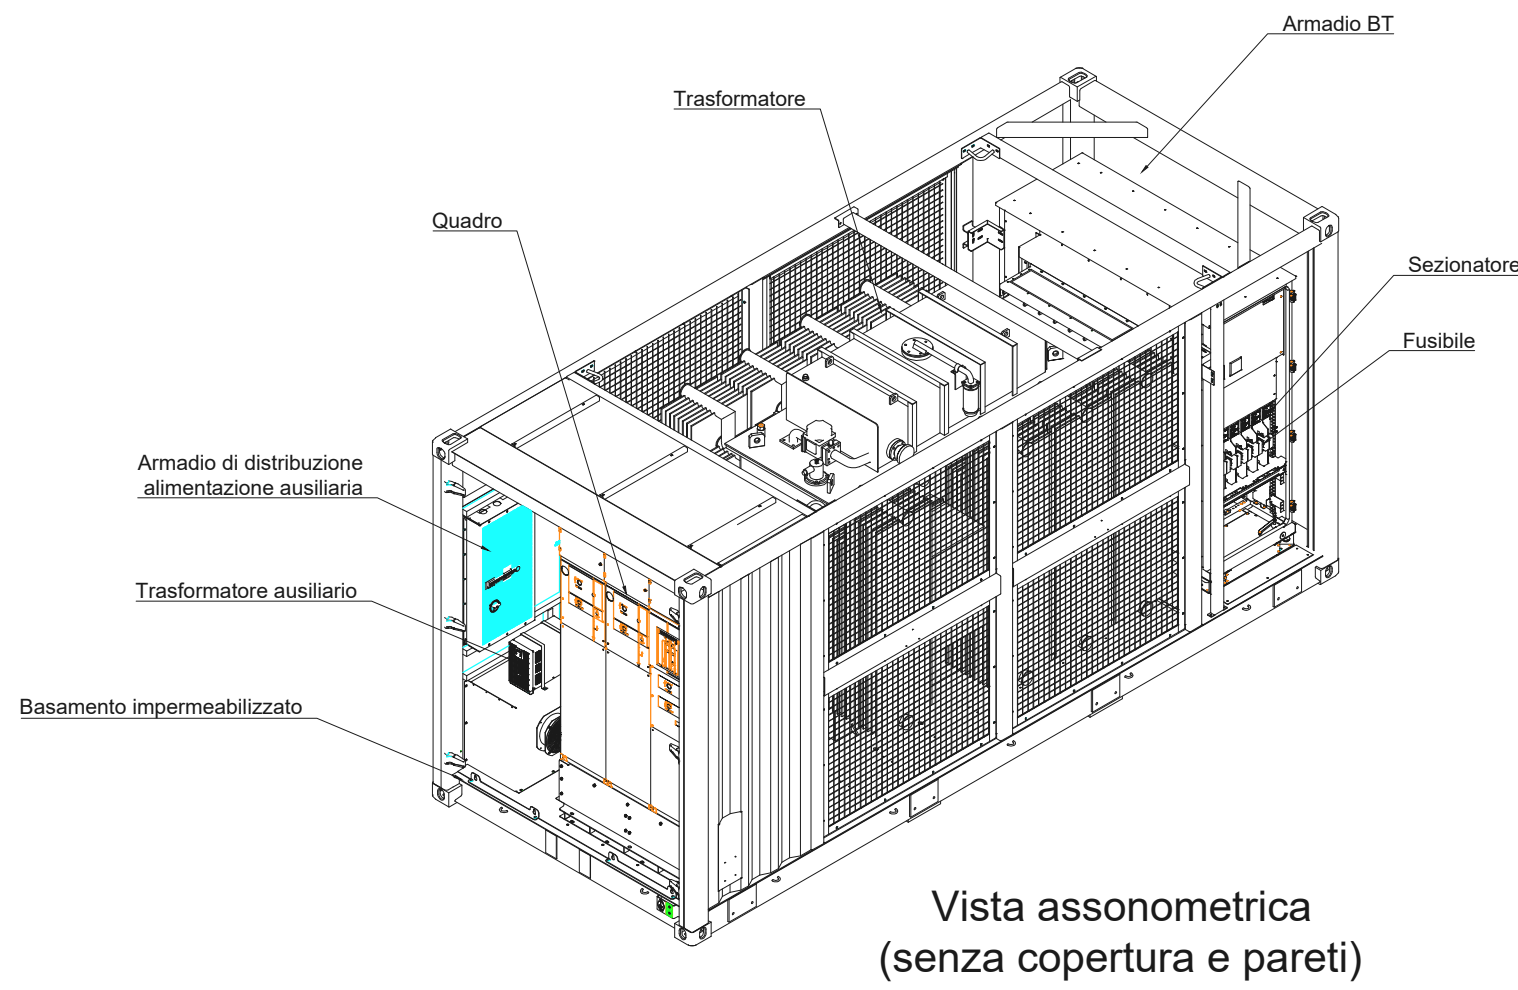 Armadio BT
Trasformatore
Quadro
Sezionatore
Fusibile
Armadio di distribuzione
alimentazione ausiliaria
Trasformatore ausiliario
Basamento impermeabilizzato
Vista assonometrica
(senza copertura e pareti)